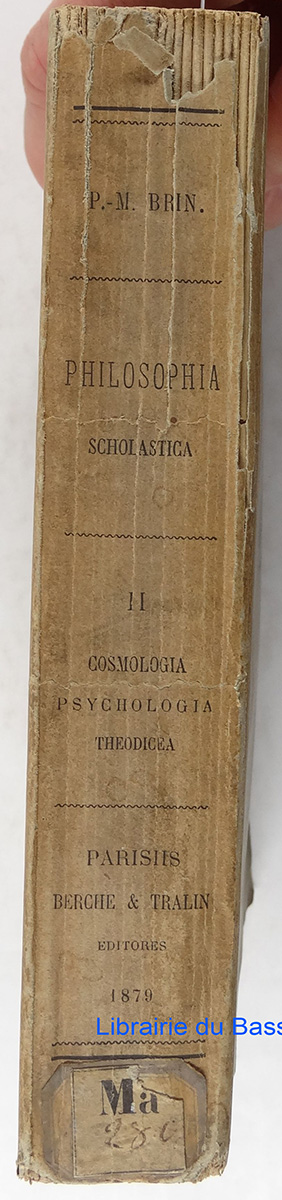 P.-M. BRIN.
PHILOSOPHIA
SCHOLASTICA
II
COSMOLOGIA
PSYCHOLOGIA
THEODICEA
PARISIIS
BERCHE & TRALIN
EDITORES
1879
Librairie du Bass
Ma